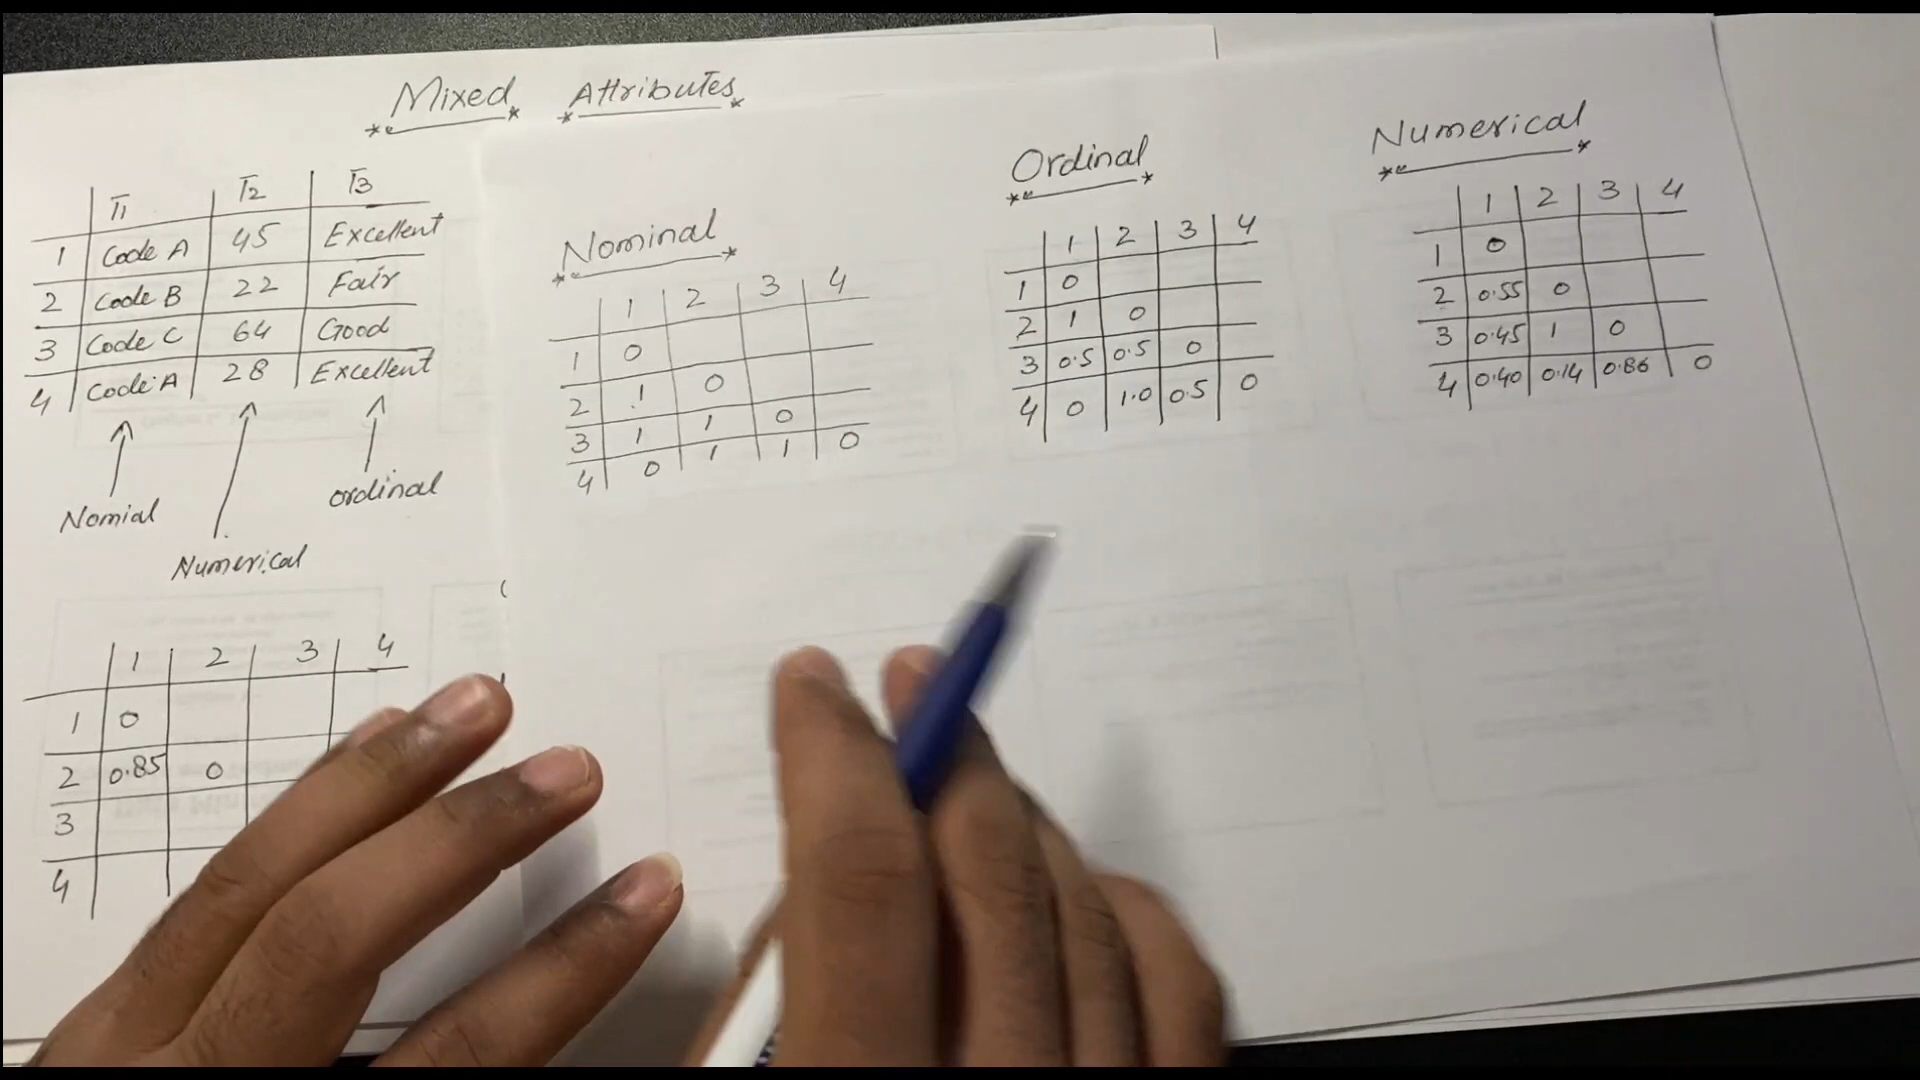 Mixed Attributes
T1 T2 T3
1 Code A 45 Excellent
2 Code B 22 Fair
3 Code C 64 Good
4 Code A 28 Excellent
Nomial
Numerical
ordinal
1 2 3 4
1 0
2 0.85 0
3
4
Nominal
1 2 3 4
1 0
2 1 0
3 1 1 0
4 0 1 1 0
Ordinal
1 2 3 4
1 0
2 1 0
3 0.5 0.5 0
4 0 1.0 0.5 0
Numerical
1 2 3 4
1 0
2 0.55 0
3 0.45 1 0
4 0.40 0.14 0.86 0